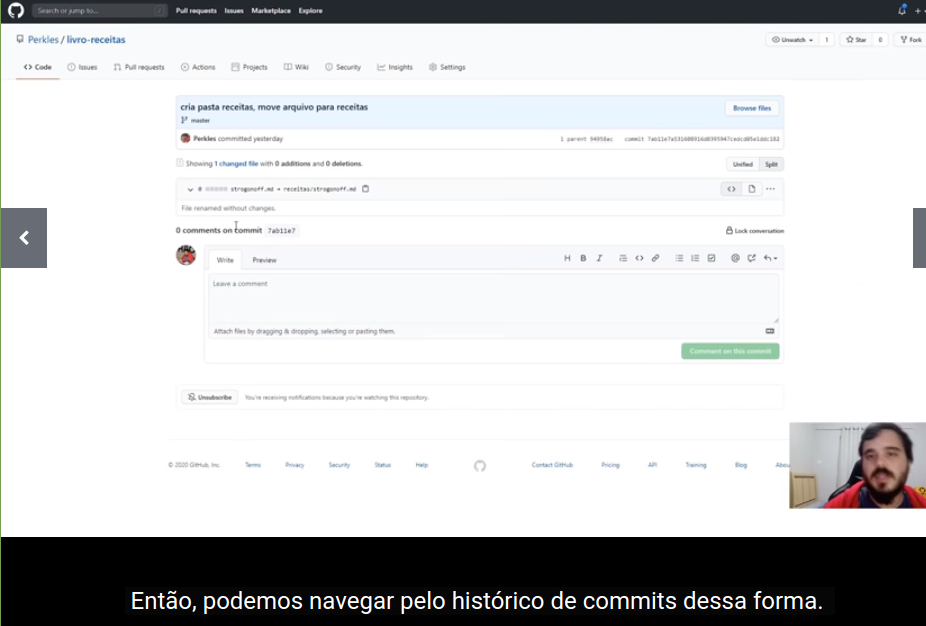 Search or jump to... /
Pull requests Issues Marketplace Explore
Perkles / livro-receitas
Unwatch 1 Star 0 Fork
Code Issues Pull requests Actions Projects Wiki Security Insights Settings
cria pasta receitas, move arquivo para receitas
Browse files
master
Perkles committed yesterday
1 parent 94958ac
Showing 1 changed file with 0 additions and 0 deletions.
Unified Split
0 strogonoff.md → receitas/strogonoff.md
File renamed without changes.
0 comments on commit 7ab11e7
Lock conversation
Write Preview
H B I
Leave a comment
Attach files by dragging & dropping, selecting or pasting them.
Comment on this commit
Unsubscribe You're receiving notifications because you're watching this repository.
© 2020 GitHub, Inc. Terms Privacy Security Status Help Contact GitHub Pricing API Training Blog Abou
Então, podemos navegar pelo histórico de commits dessa forma.